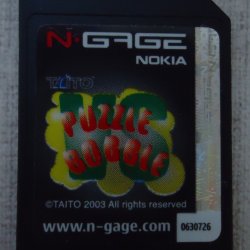 N·GAGE
NOKIA
TAITO
PUZZLE
BOBBLE
VS
©TAITO 2003 All rights reserved
www.n-gage.com
0630726